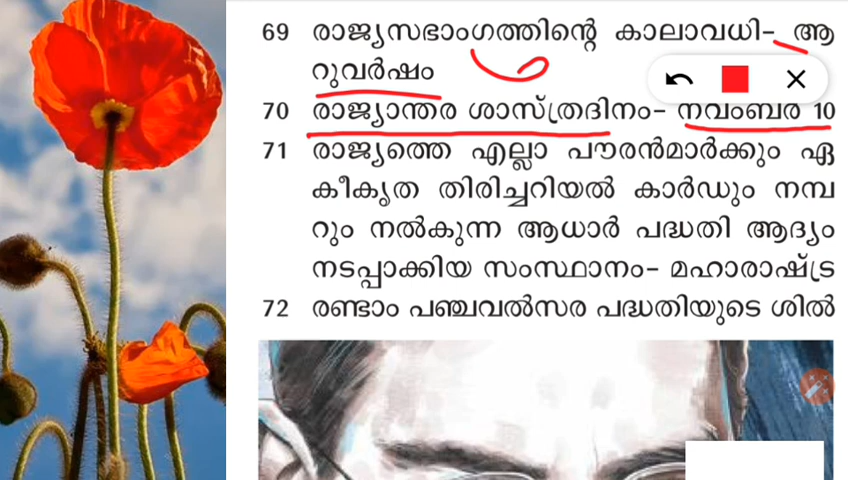 69 രാജ്യസഭാംഗത്തിന്റെ കാലാവധി- ആ
റുവർഷം
70 രാജ്യാന്തര ശാസ്ത്രദിനം- നവംബർ 10
71 രാജ്യത്തെ എല്ലാ പൗരൻമാർക്കും ഏ
കീകൃത തിരിച്ചറിയൽ കാർഡും നമ്പ
റും നൽകുന്ന ആധാർ പദ്ധതി ആദ്യം
നടപ്പാക്കിയ സംസ്ഥാനം- മഹാരാഷ്ട്ര
72 രണ്ടാം പഞ്ചവൽസര പദ്ധതിയുടെ ശിൽ